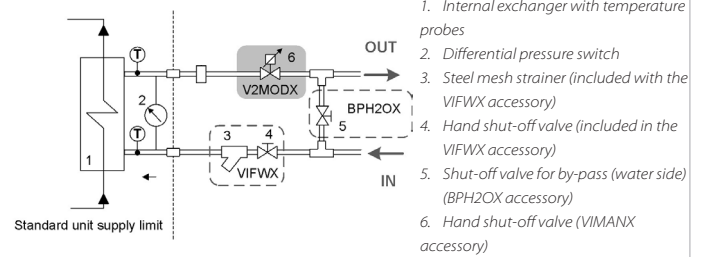 T
OUT
6
V2MODX
2
BPH2OX
5
T
3
4
1
VIFWX
IN
Standard unit supply limit
1. Internal exchanger with temperature
probes
2. Differential pressure switch
3. Steel mesh strainer (included with the
VIFWX accessory)
4. Hand shut-off valve (included in the
VIFWX accessory)
5. Shut-off valve for by-pass (water side)
(BPH2OX accessory)
6. Hand shut-off valve (VIMANX
accessory)